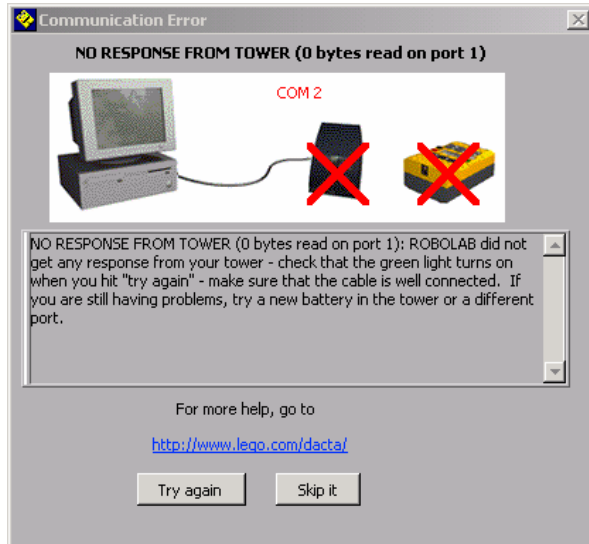 Communication Error
NO RESPONSE FROM TOWER (0 bytes read on port 1)
COM 2
NO RESPONSE FROM TOWER (0 bytes read on port 1): ROBOLAB did not
get any response from your tower - check that the green light turns on
when you hit "try again" - make sure that the cable is well connected.  If
you are still having problems, try a new battery in the tower or a different
port.
For more help, go to
http://www.lego.com/dacta/
Try again
Skip it